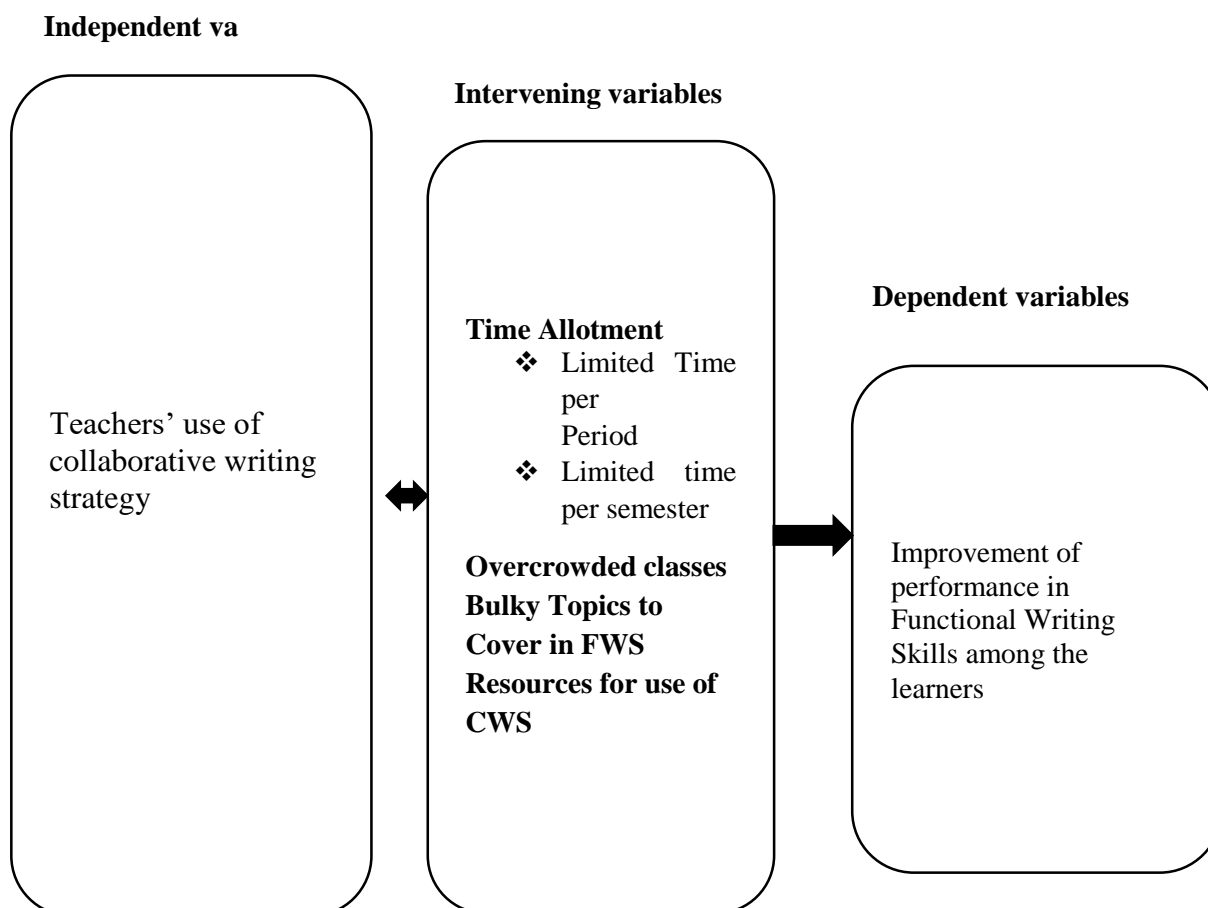 Independent va
Teachers’ use of
collaborative writing
strategy
Intervening variables
Time Allotment
❖ Limited Time
per
Period
❖ Limited time
per semester
Overcrowded classes
Bulky Topics to
Cover in FWS
Resources for use of
CWS
Dependent variables
Improvement of
performance in
Functional Writing
Skills among the
learners